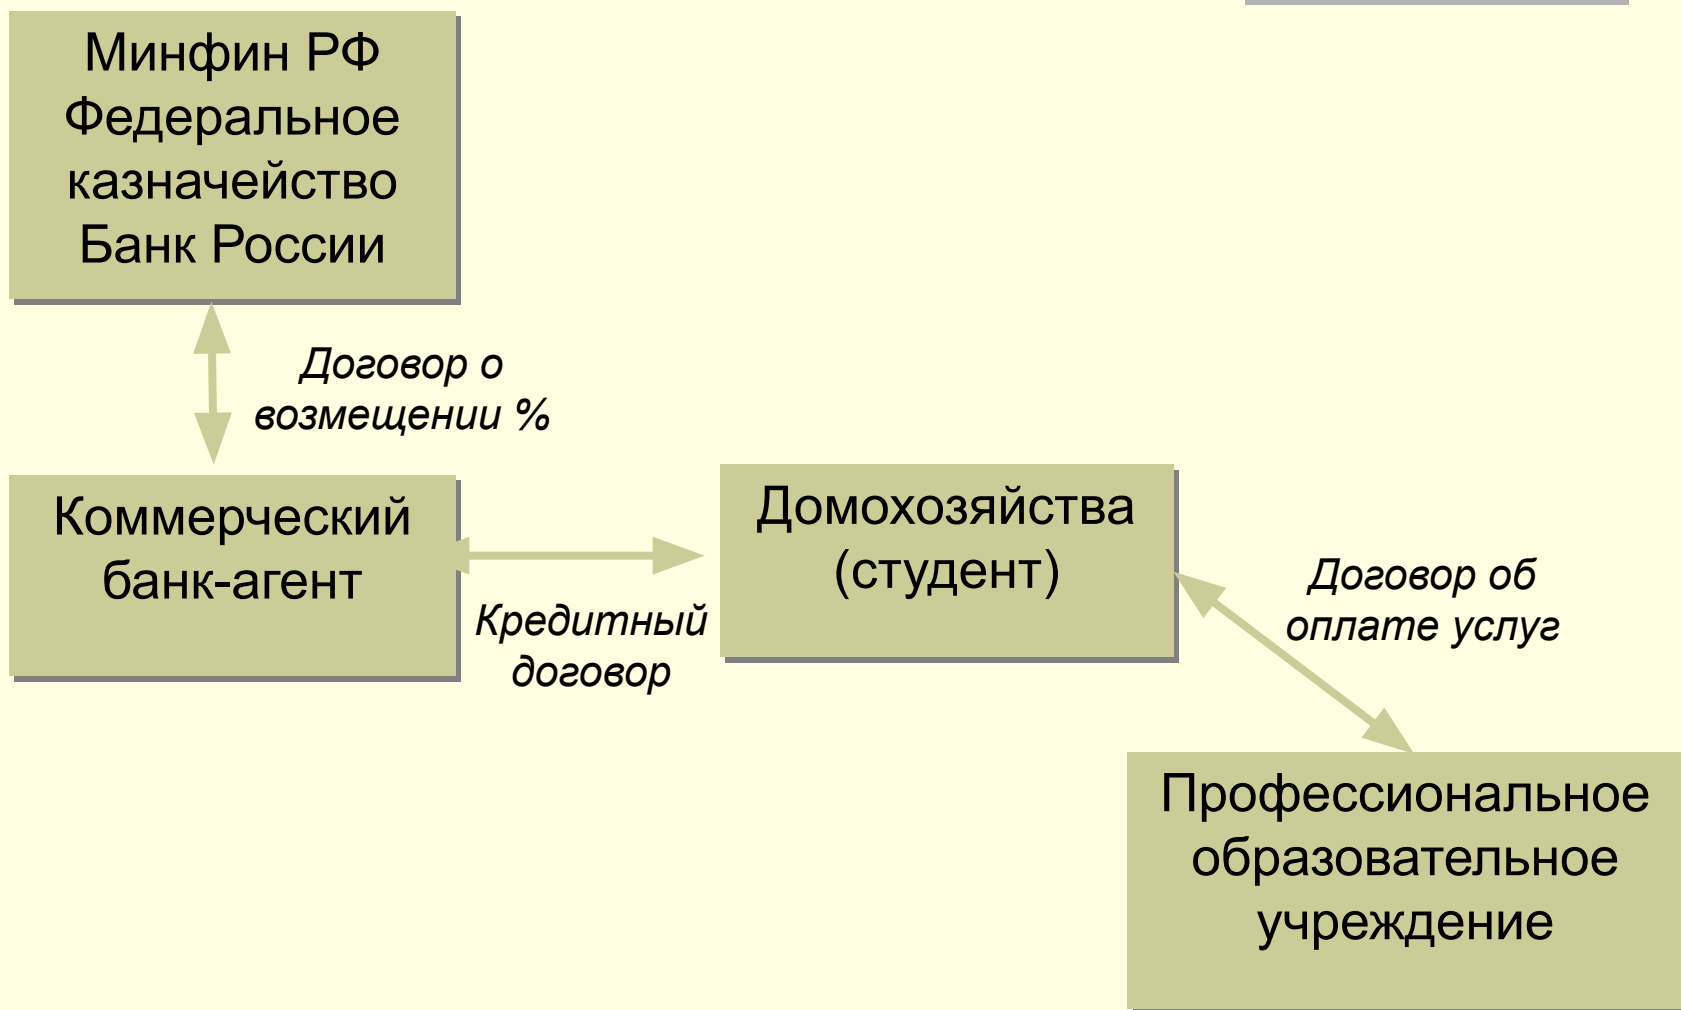 Минфин РФ
Федеральное
казначейство
Банк России
Договор о
возмещении %
Коммерческий
банк-агент
Кредитный
договор
Домохозяйства
(студент)
Договор об
оплате услуг
Профессиональное
образовательное
учреждение